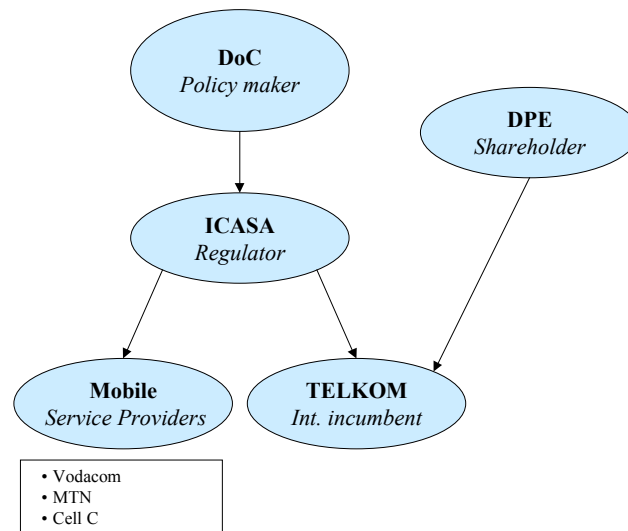 DoC
Policy maker
DPE
Shareholder
ICASA
Regulator
Mobile
Service Providers
TELKOM
Int. incumbent
• Vodacom
• MTN
• Cell C